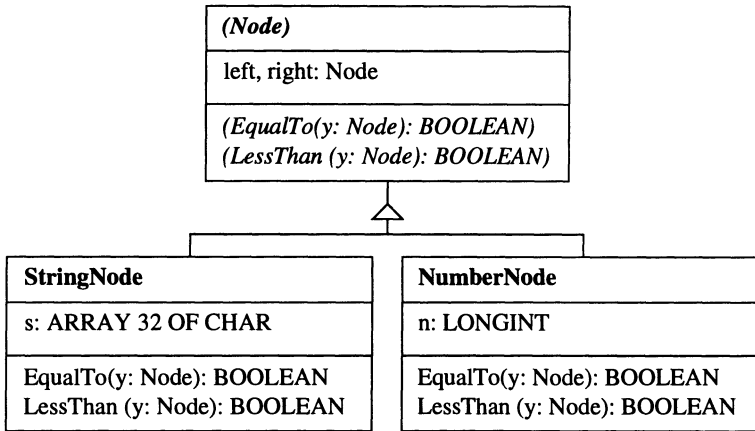 (Node)
left, right: Node
(EqualTo(y: Node): BOOLEAN)
(LessThan (y: Node): BOOLEAN)
StringNode
s: ARRAY 32 OF CHAR
EqualTo(y: Node): BOOLEAN
LessThan (y: Node): BOOLEAN
NumberNode
n: LONGINT
EqualTo(y: Node): BOOLEAN
LessThan (y: Node): BOOLEAN